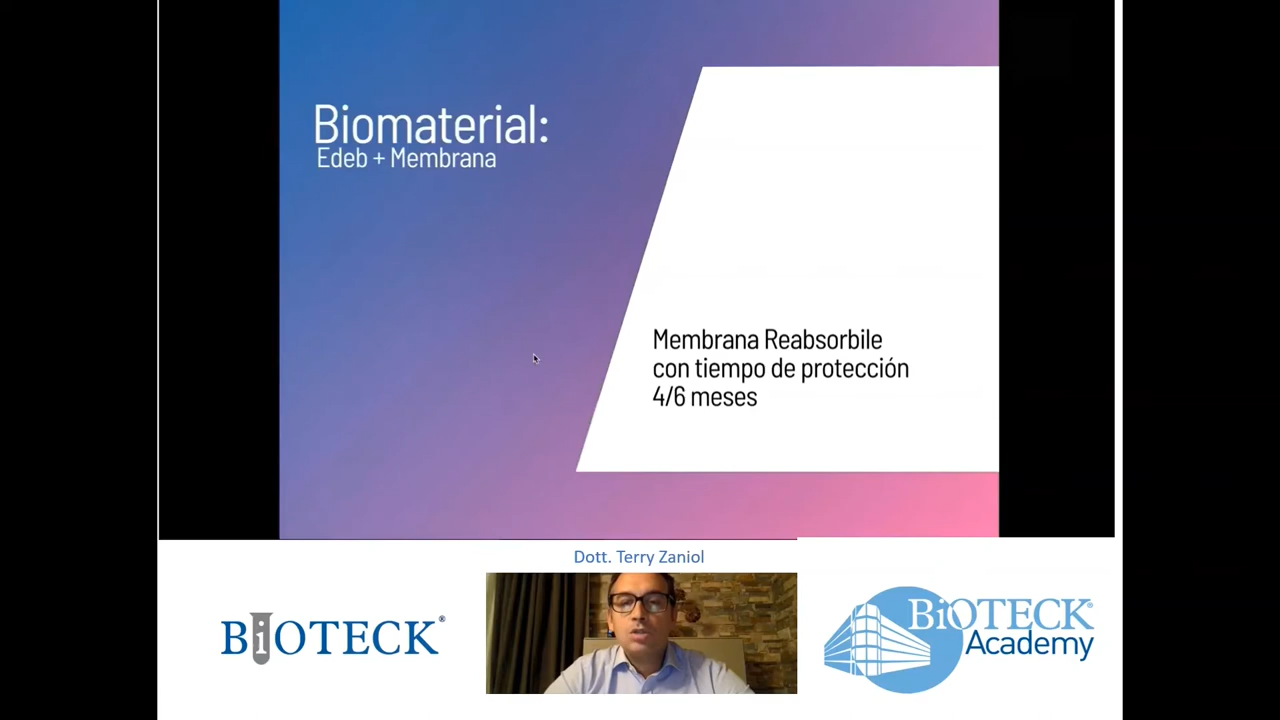 Biomaterial:
Edeb + Membrana
Membrana Reabsorbile
con tiempo de protección
4/6 meses
Dott. Terry Zaniol
BiOTECK®
BiOTECK®
Academy